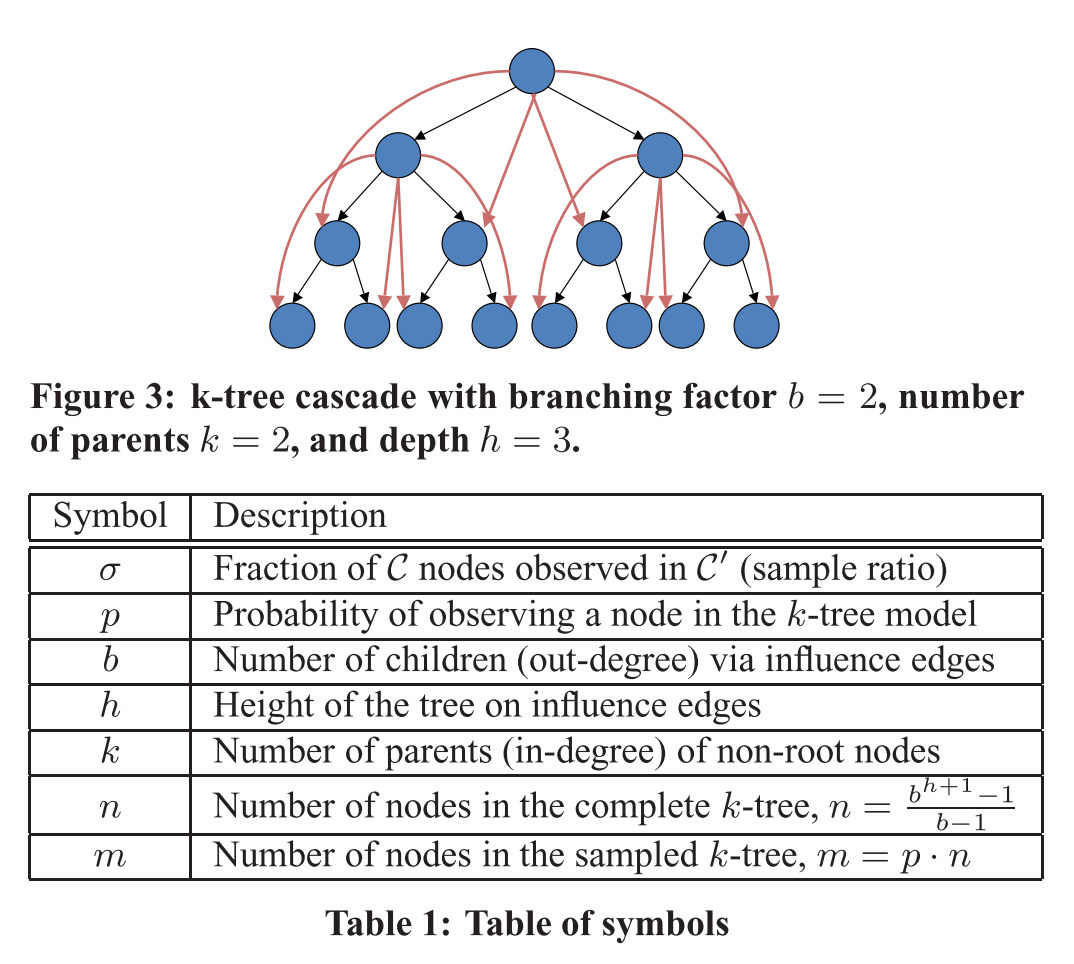 Figure 3: k-tree cascade with branching factor b = 2, number
of parents k = 2, and depth h = 3.
Symbol Description
σ Fraction of 𝒞 nodes observed in 𝒞′ (sample ratio)
p Probability of observing a node in the k-tree model
b Number of children (out-degree) via influence edges
h Height of the tree on influence edges
k Number of parents (in-degree) of non-root nodes
n Number of nodes in the complete k-tree, n = \frac{b^{h+1}-1}{b-1}
m Number of nodes in the sampled k-tree, m = p · n
Table 1: Table of symbols